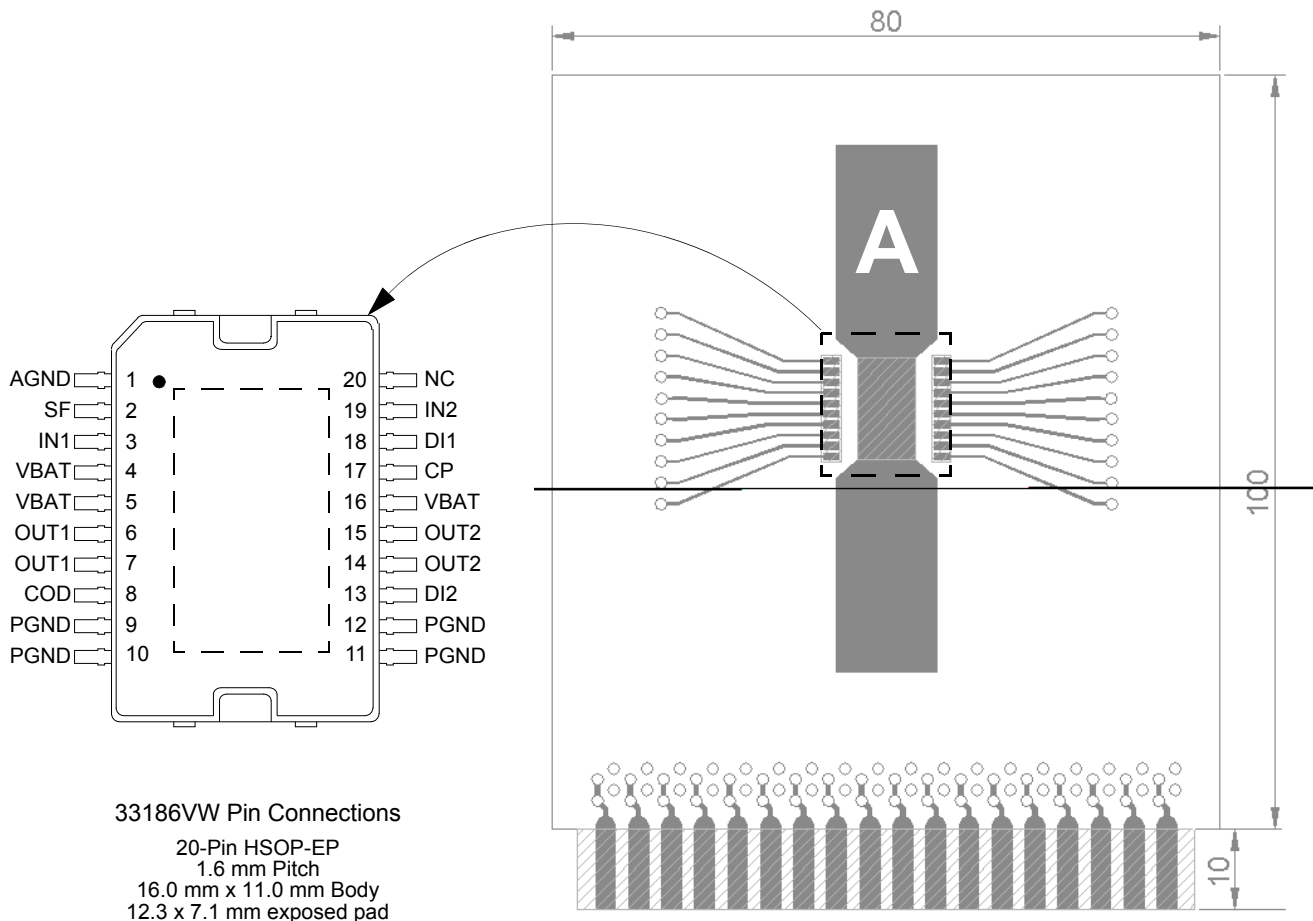 80
A
AGND 1 20 NC
SF 2 19 IN2
IN1 3 18 DI1
VBAT 4 17 CP
VBAT 5 16 VBAT
OUT1 6 15 OUT2
OUT1 7 14 OUT2
COD 8 13 DI2
PGND 9 12 PGND
PGND 10 11 PGND
100
33186VW Pin Connections
20-Pin HSOP-EP
1.6 mm Pitch
16.0 mm x 11.0 mm Body
12.3 x 7.1 mm exposed pad
10